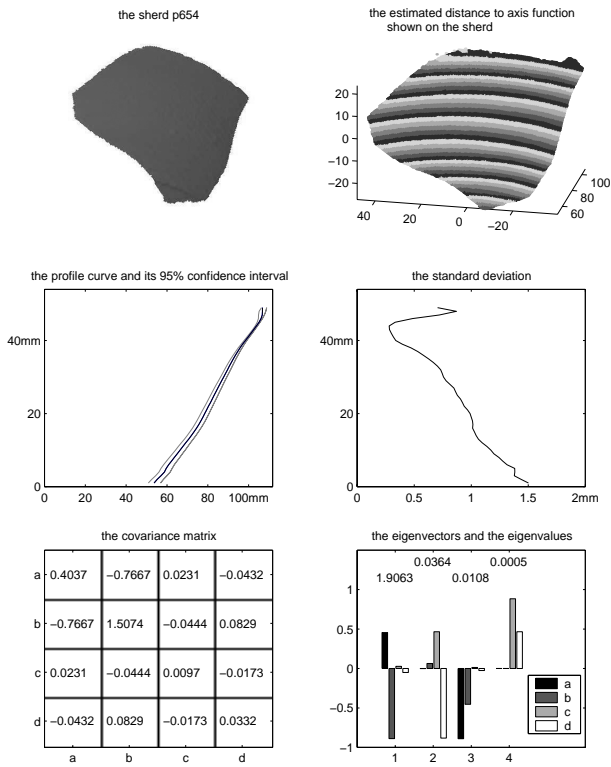 the sherd p654
the estimated distance to axis function
shown on the sherd
20
10
0
−10
−20
40
20
0
−20
100
80
60
the profile curve and its 95% confidence interval
40mm
20
0
0 20 40 60 80 100mm
the standard deviation
40mm
20
0
0 0.5 1 1.5 2mm
the covariance matrix
a 0.4037 −0.7667 0.0231 −0.0432
b −0.7667 1.5074 −0.0444 0.0829
c 0.0231 −0.0444 0.0097 −0.0173
d −0.0432 0.0829 −0.0173 0.0332
a b c d
the eigenvectors and the eigenvalues
0.0364 0.0005
1.9063 0.0108
1
0.5
0
−0.5
−1
1 2 3 4
a
b
c
d